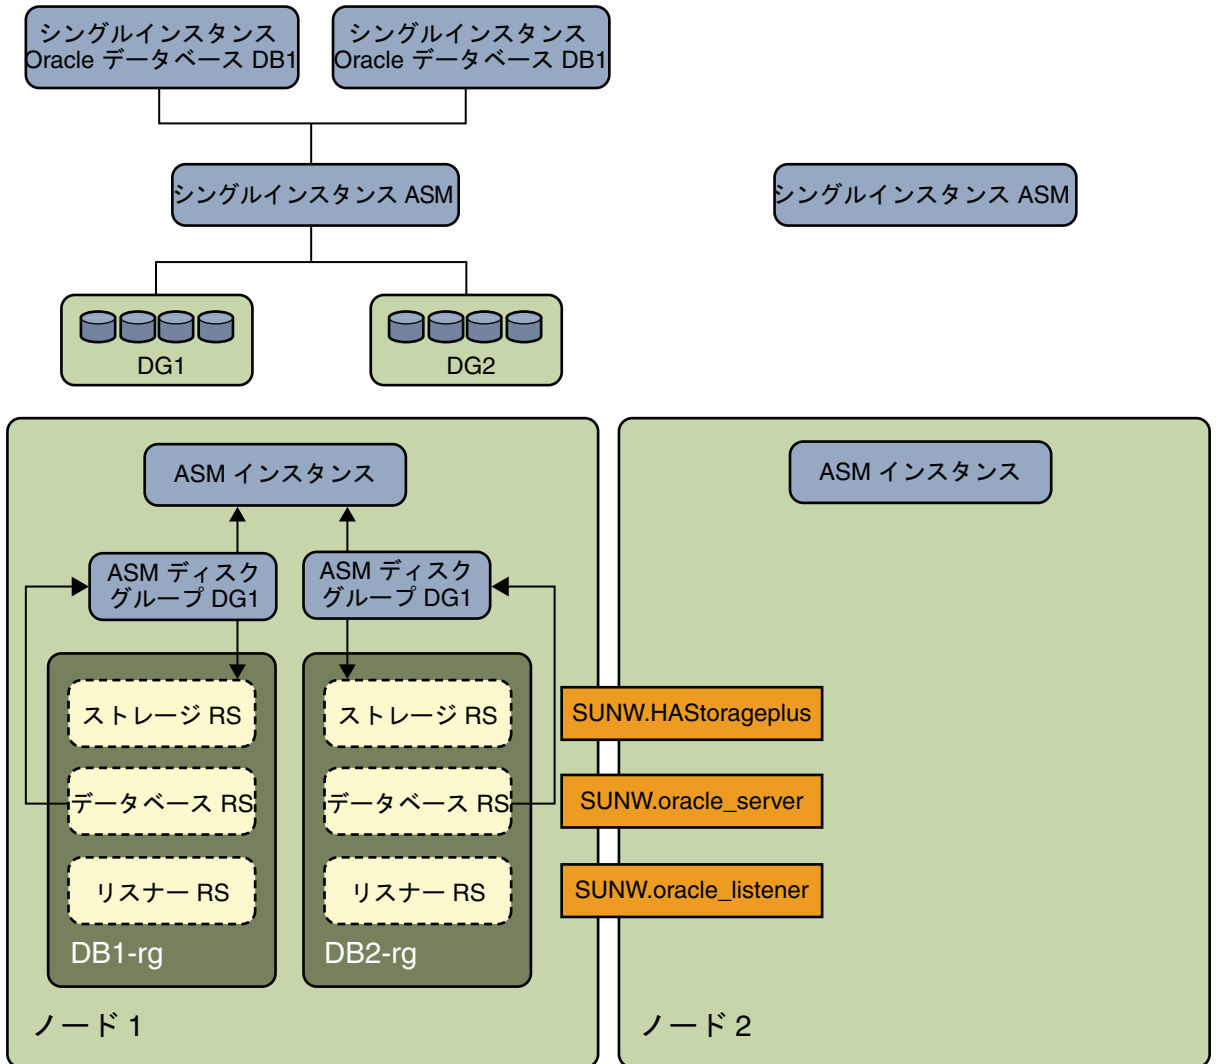 シングルインスタンス
Oracle データベース DB1
シングルインスタンス
Oracle データベース DB1
シングルインスタンス ASM
シングルインスタンス ASM
DG1
DG2
ASM インスタンス
ASM インスタンス
ASM ディスク
グループ DG1
ASM ディスク
グループ DG1
ストレージ RS
ストレージ RS
SUNW.HAStorageplus
データベース RS
データベース RS
SUNW.oracle_server
リスナー RS
リスナー RS
SUNW.oracle_listener
DB1-rg
DB2-rg
ノード 1
ノード 2